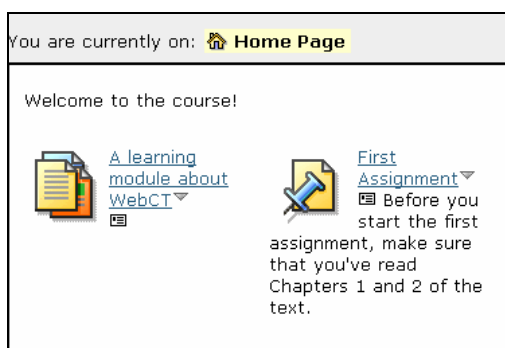 You are currently on: Home Page
Welcome to the course!
A learning
module about
WebCT
First
Assignment
Before you
start the first
assignment, make sure
that you've read
Chapters 1 and 2 of the
text.